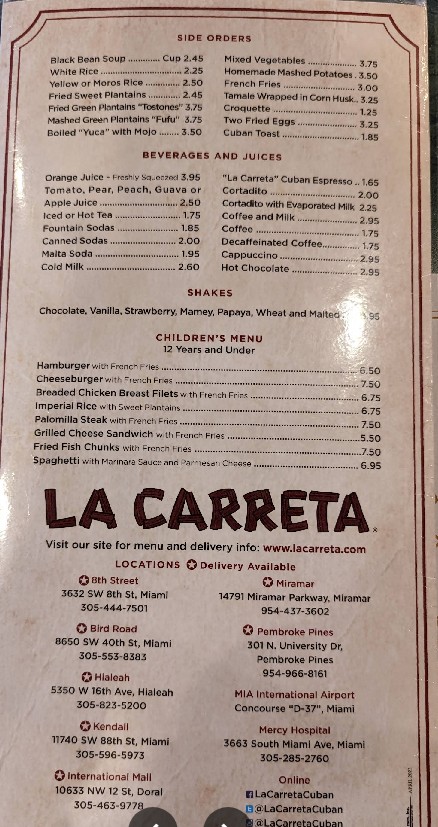 SIDE ORDERS
Black Bean Soup ............ Cup 2.45
White Rice ............ 2.25
Yellow or Moros Rice ............ 2.50
Fried Sweet Plantains ............ 2.45
Fried Green Plantains "Tostones" 3.75
Mashed Green Plantains "Fufu" 3.75
Boiled "Yuca" with Mojo ....... 3.50
Mixed Vegetables ............ 3.75
Homemade Mashed Potatoes . 3.50
French Fries ............ 3.00
Tamale Wrapped in Corn Husk.. 3.25
Croquette ............ 1.25
Two Fried Eggs ............ 3.25
Cuban Toast ............ 1.85
BEVERAGES AND JUICES
Orange Juice - Freshly Squeezed 3.95
Tomato, Pear, Peach, Guava or
Apple Juice ............ 2.50
Iced or Hot Tea ............ 1.75
Fountain Sodas ............ 1.85
Canned Sodas ............ 2.00
Malta Soda ............ 1.95
Cold Milk ............ 2.60
"La Carreta" Cuban Espresso .. 1.65
Cortadito ............ 2.00
Cortadito with Evaporated Milk 2.25
Coffee and Milk ............ 2.95
Coffee ............ 1.75
Decaffeinated Coffee............ 1.75
Cappuccino ............ 2.95
Hot Chocolate ............ 2.95
SHAKES
Chocolate, Vanilla, Strawberry, Mamey, Papaya, Wheat and Malted
CHILDREN'S MENU
12 Years and Under
Hamburger with French Fries ............ 6.50
Cheeseburger with French Fries ............ 7.50
Breaded Chicken Breast Filets with French Fries ............ 6.75
Imperial Rice with Sweet Plantains ............ 6.75
Palomilla Steak with French Fries ............ 7.50
Grilled Cheese Sandwich with French Fries ............ 5.50
Fried Fish Chunks with French Fries ............ 7.50
Spaghetti with Marinara Sauce and Parmesan Cheese ............ 6.95
LA CARRETA®
Visit our site for menu and delivery info: www.lacarreta.com
LOCATIONS ✪ Delivery Available
✪ 8th Street
3632 SW 8th St, Miami
305-444-7501
✪ Bird Road
8650 SW 40th St, Miami
305-553-8383
✪ Hialeah
5350 W 16th Ave, Hialeah
305-823-5200
✪ Kendall
11740 SW 88th St, Miami
305-596-5973
✪ International Mall
10633 NW 12 St, Doral
305-463-9778
✪ Miramar
14791 Miramar Parkway, Miramar
954-437-3602
✪ Pembroke Pines
301 N. University Dr,
Pembroke Pines
954-966-8161
MIA International Airport
Concourse "D-37", Miami
Mercy Hospital
3663 South Miami Ave, Miami
305-285-2760
Online
LaCarretaCuban
@LaCarretaCuban
@LaCarretaCuban